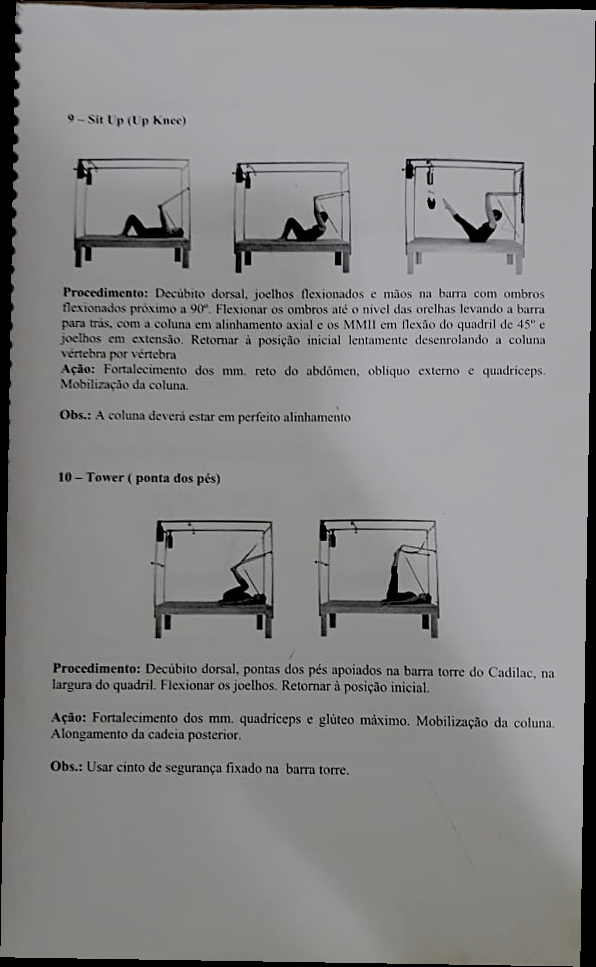 9 – Sit Up (Up Knee)
Procedimento: Decúbito dorsal, joelhos flexionados e mãos na barra com ombros
flexionados próximo a 90º. Flexionar os ombros até o nível das orelhas levando a barra
para trás, com a coluna em alinhamento axial e os MMII em flexão do quadril de 45º e
joelhos em extensão. Retornar à posição inicial lentamente desenrolando a coluna
vértebra por vértebra
Ação: Fortalecimento dos mm. reto do abdômen, oblíquo externo e quadríceps.
Mobilização da coluna.
Obs.: A coluna deverá estar em perfeito alinhamento
10 – Tower ( ponta dos pés)
Procedimento: Decúbito dorsal, pontas dos pés apoiados na barra torre do Cadilac, na
largura do quadril. Flexionar os joelhos. Retornar à posição inicial.
Ação: Fortalecimento dos mm. quadríceps e glúteo máximo. Mobilização da coluna.
Alongamento da cadeia posterior.
Obs.: Usar cinto de segurança fixado na barra torre.